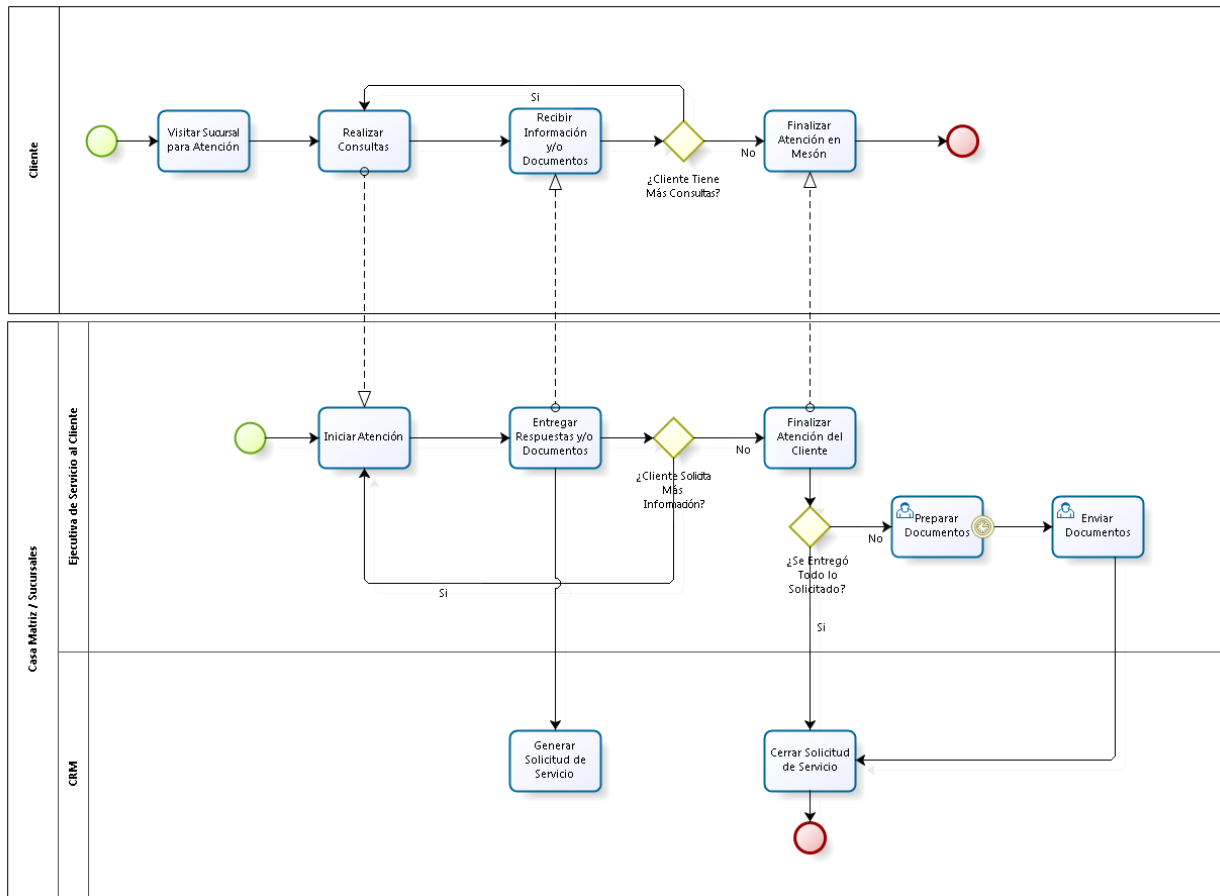 Cliente
Visitar Sucursal
para Atención
Realizar
Consultas
Si
Recibir
Información
y/o
Documentos
¿Cliente Tiene
Más Consultas?
No
Finalizar
Atención en
Mesón
Casa Matriz / Sucursales
Ejecutiva de Servicio al Cliente
Iniciar Atención
Entregar
Respuestas y/o
Documentos
¿Cliente Solicita
Más
Información?
No
Si
Finalizar
Atención del
Cliente
¿Se Entregó
Todo lo
Solicitado?
No
Si
Preparar
Documentos
Enviar
Documentos
CRM
Generar
Solicitud de
Servicio
Cerrar Solicitud
de Servicio